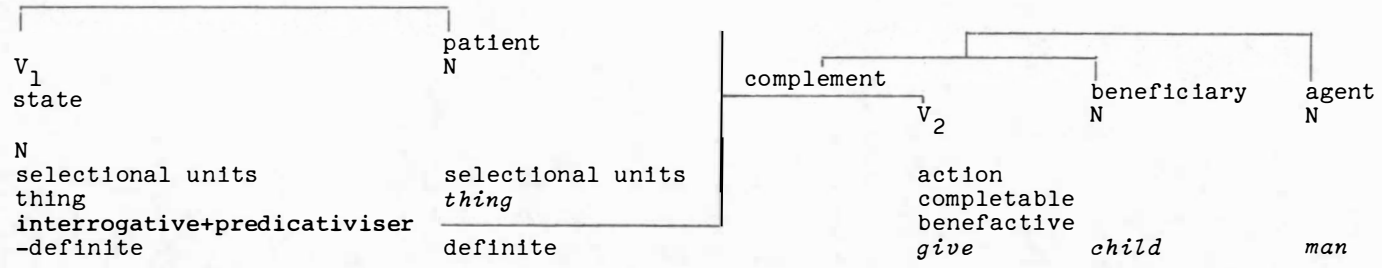 patient
V1 N
state
complement
beneficiary agent
V2 N N
N
selectional units selectional units action
thing thing completable
interrogative+predicativiser benefactive
-definite definite give child man